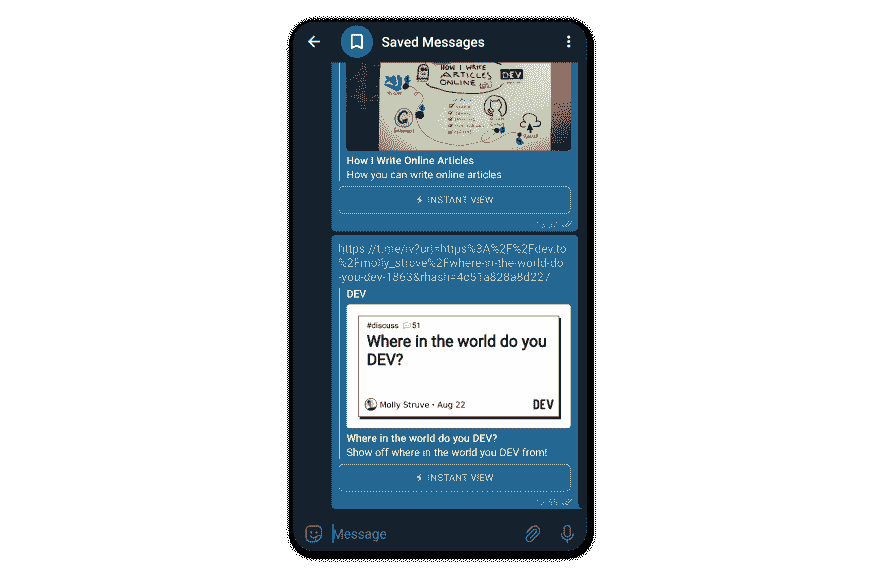 Saved Messages
HOW I WRITE
ARTICLES
ONLINE
DEV
How I Write Online Articles
How you can write online articles
INSTANT VIEW
https://t.me/iv?url=https%3A%2F%2Fdev.to
%2Fmolly_struve%2Fwhere-in-the-world-do
-you-dev-1863&rhash=4d51a828a8d227
DEV
#discuss 51
Where in the world do you
DEV?
Molly Struve • Aug 22
DEV
Where in the world do you DEV?
Show off where in the world you DEV from!
INSTANT VIEW
Message